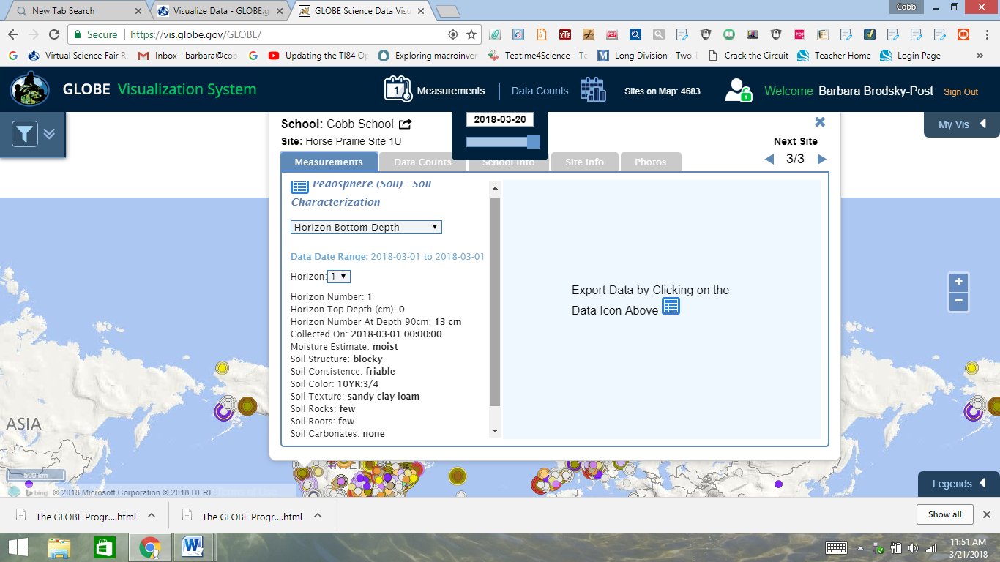 New Tab Search
Visualize Data - GLOBE.g
GLOBE Science Data Visu
Cobb
Secure
https://vis.globe.gov/GLOBE/
Virtual Science Fair R
Inbox - barbara@cob
Updating the TI84 Op
Exploring macroinver
Teatime4Science – Te
Long Division - Two-D
Crack the Circuit
Teacher Home
Login Page
»
GLOBE Visualization System
1
Measurements
Data Counts
Sites on Map: 4683
Welcome Barbara Brodsky-Post
Sign Out
School: Cobb School
2018-03-20
My Vis
Site: Horse Prairie Site 1U
Next Site
3/3
Measurements
Data Counts
School Info
Site Info
Photos
Pedosphere (Soil) - Soil
Characterization
Horizon Bottom Depth
Data Date Range: 2018-03-01 to 2018-03-01
Horizon: 1
Horizon Number: 1
Horizon Top Depth (cm): 0
Horizon Number At Depth 90cm: 13 cm
Collected On: 2018-03-01 00:00:00
Moisture Estimate: moist
Soil Structure: blocky
Soil Consistence: friable
Soil Color: 10YR:3/4
Soil Texture: sandy clay loam
Soil Rocks: few
Soil Roots: few
Soil Carbonates: none
Export Data by Clicking on the
Data Icon Above
+
−
ASIA
500 km
bing
© 2018 Microsoft Corporation © 2018 HERE
Terms of Use
Legends
The GLOBE Progr....html
The GLOBE Progr....html
Show all
11:51 AM
3/21/2018